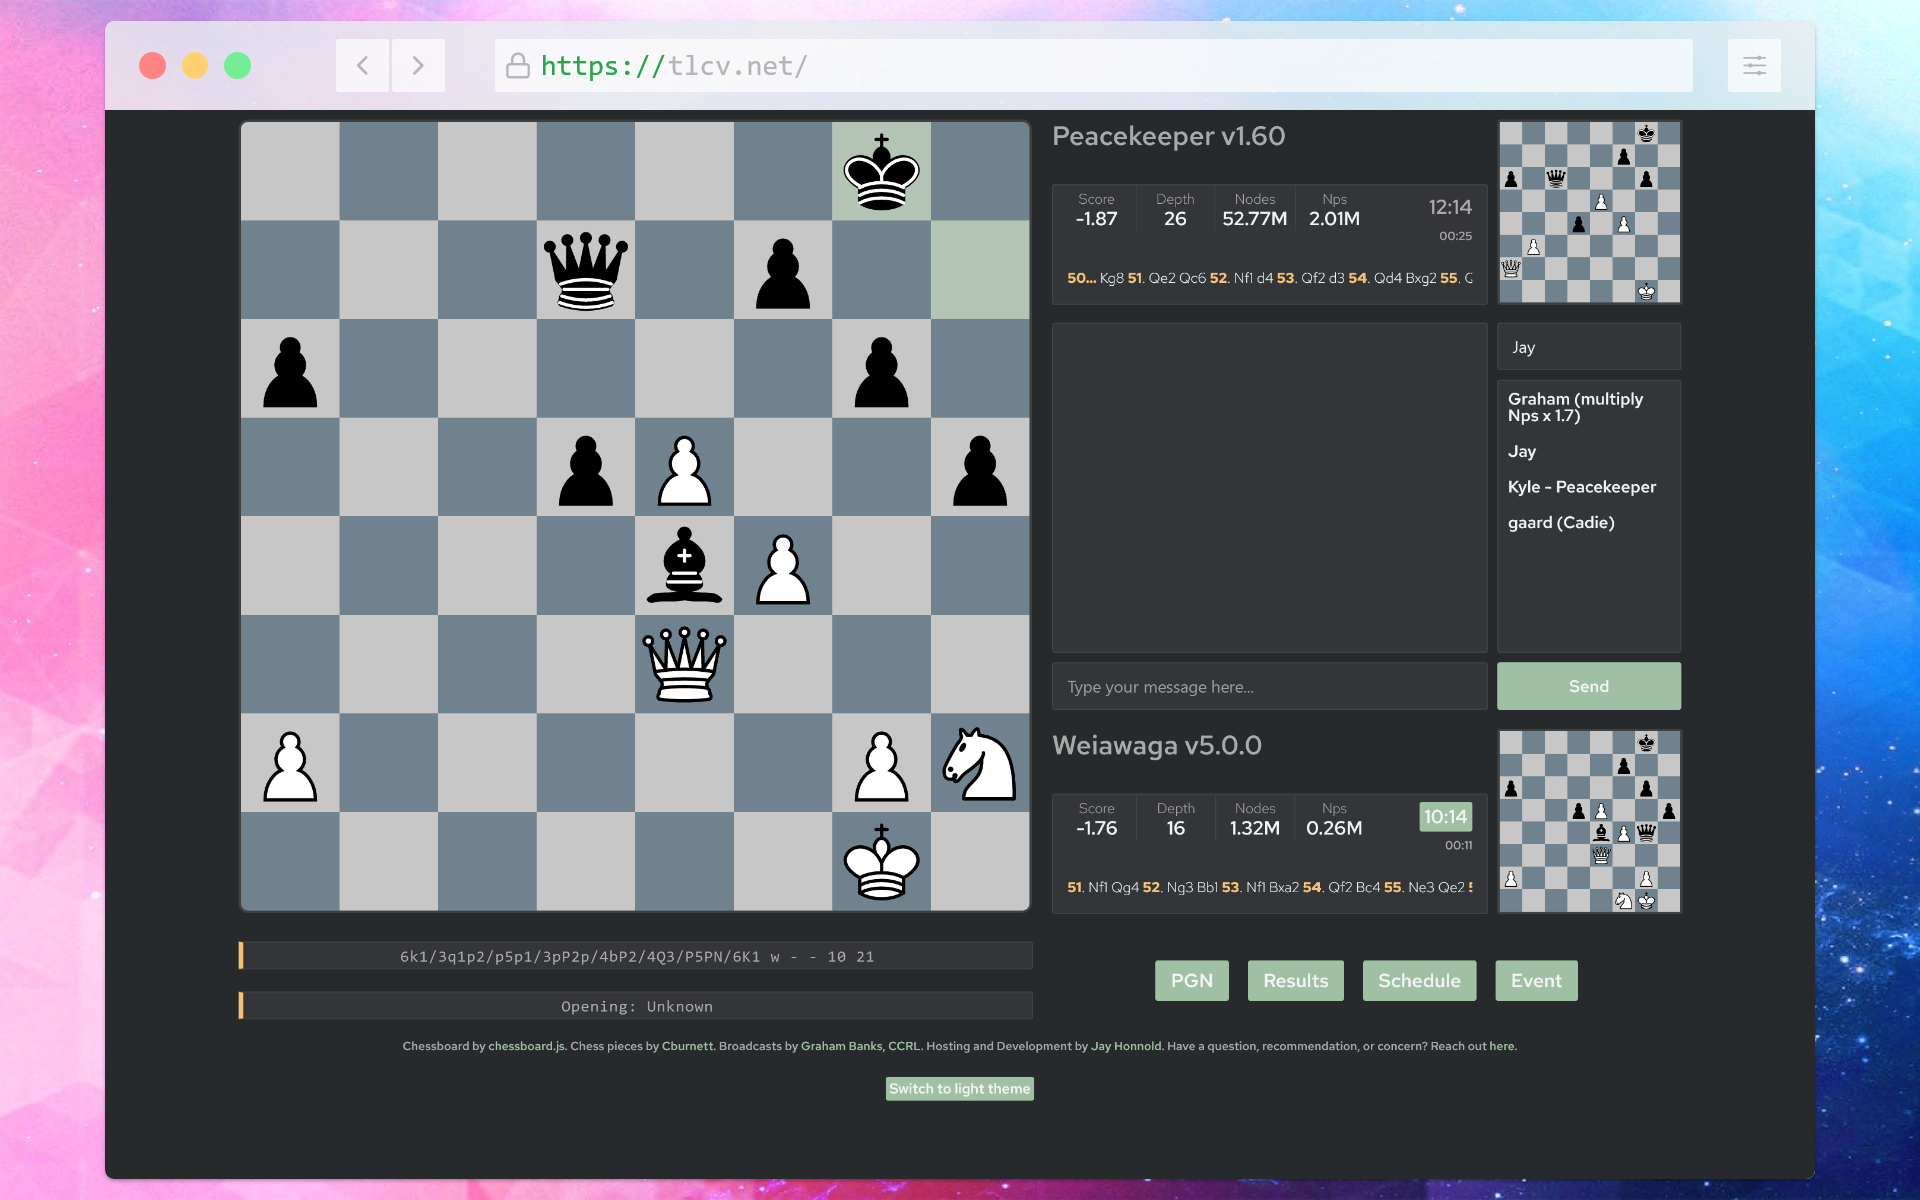 https://tlcv.net/
Peacekeeper v1.60
Score Depth Nodes Nps
-1.87 26 52.77M 2.01M
12:14
00:25
50... Kg8 51. Qe2 Qc6 52. Nf1 d4 53. Qf2 d3 54. Qd4 Bxg2 55.
Jay
Graham (multiply
Nps x 1.7)
Jay
Kyle - Peacekeeper
gaard (Cadie)
Type your message here...
Send
Weiawaga v5.0.0
Score Depth Nodes Nps
-1.76 16 1.32M 0.26M
10:14
00:11
51. Nf1 Qg4 52. Ng3 Bb1 53. Nf1 Bxa2 54. Qf2 Bc4 55. Ne3 Qe2
6k1/3q1p2/p5p1/3pP2p/4bP2/4Q3/P5PN/6K1 w - - 10 21
PGN Results Schedule Event
Opening: Unknown
Chessboard by chessboard.js. Chess pieces by Cburnett. Broadcasts by Graham Banks, CCRL. Hosting and Development by Jay Honnold. Have a question, recommendation, or concern? Reach out here.
Switch to light theme